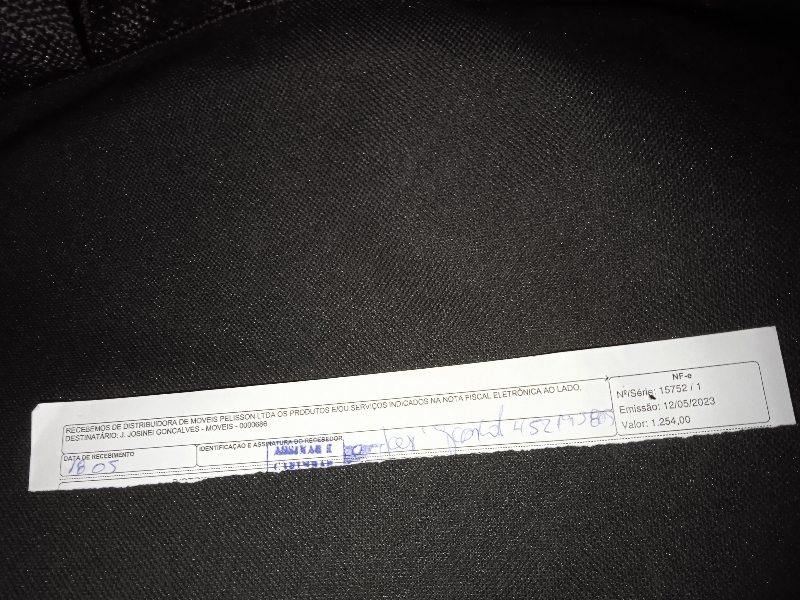 RECEBEMOS DE DISTRIBUIDORA DE MOVEIS PELISSON LTDA OS PRODUTOS E/OU SERVIÇOS INDICADOS NA NOTA FISCAL ELETRÔNICA AO LADO.
DESTINATÁRIO: J. JOSINEI GONCALVES - MOVEIS - 0000686
DATA DE RECEBIMENTO
18 05
IDENTIFICAÇÃO E ASSINATURA DO RECEBEDOR
NF-e
Nº/Série: 15752 / 1
Emissão: 12/05/2023
Valor: 1.254,00